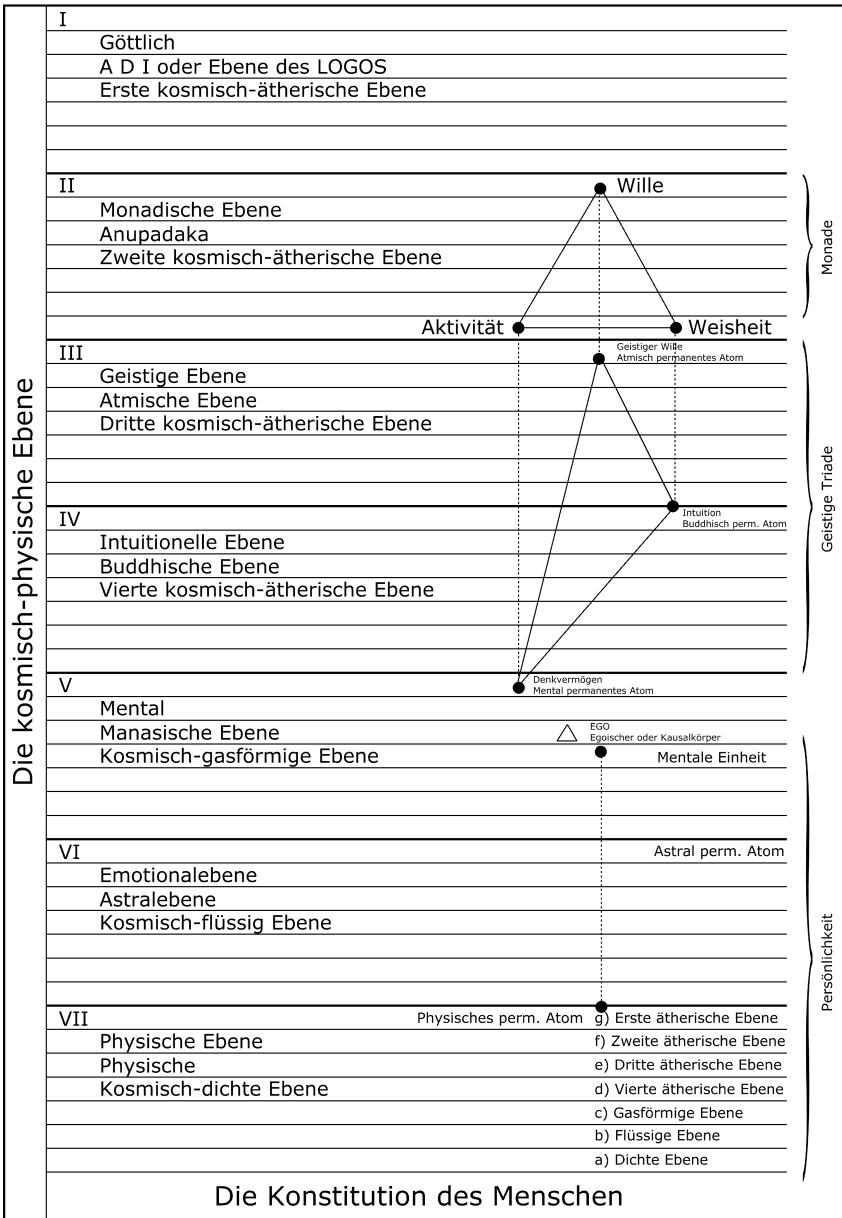 I
Göttlich
A D I oder Ebene des LOGOS
Erste kosmisch-ätherische Ebene
II
Wille
Monadische Ebene
Anupadaka
Zweite kosmisch-ätherische Ebene
Aktivität
Weisheit
Monade
III
Geistiger Wille
Atmisch permanentes Atom
Geistige Ebene
Atmische Ebene
Dritte kosmisch-ätherische Ebene
Geistige Triade
IV
Intuition
Buddhisch perm. Atom
Intuitionelle Ebene
Buddhische Ebene
Vierte kosmisch-ätherische Ebene
V
Denkvermögen
Mental permanentes Atom
Mental
Manasische Ebene
EGO
Egoischer oder Kausalkörper
Kosmisch-gasförmige Ebene
Mentale Einheit
VI
Astral perm. Atom
Emotionalebene
Astralebene
Kosmisch-flüssig Ebene
Persönlichkeit
VII
Physisches perm. Atom
g) Erste ätherische Ebene
Physische Ebene
f) Zweite ätherische Ebene
Physische
e) Dritte ätherische Ebene
Kosmisch-dichte Ebene
d) Vierte ätherische Ebene
c) Gasförmige Ebene
b) Flüssige Ebene
a) Dichte Ebene
Die kosmisch-physische Ebene
Die Konstitution des Menschen